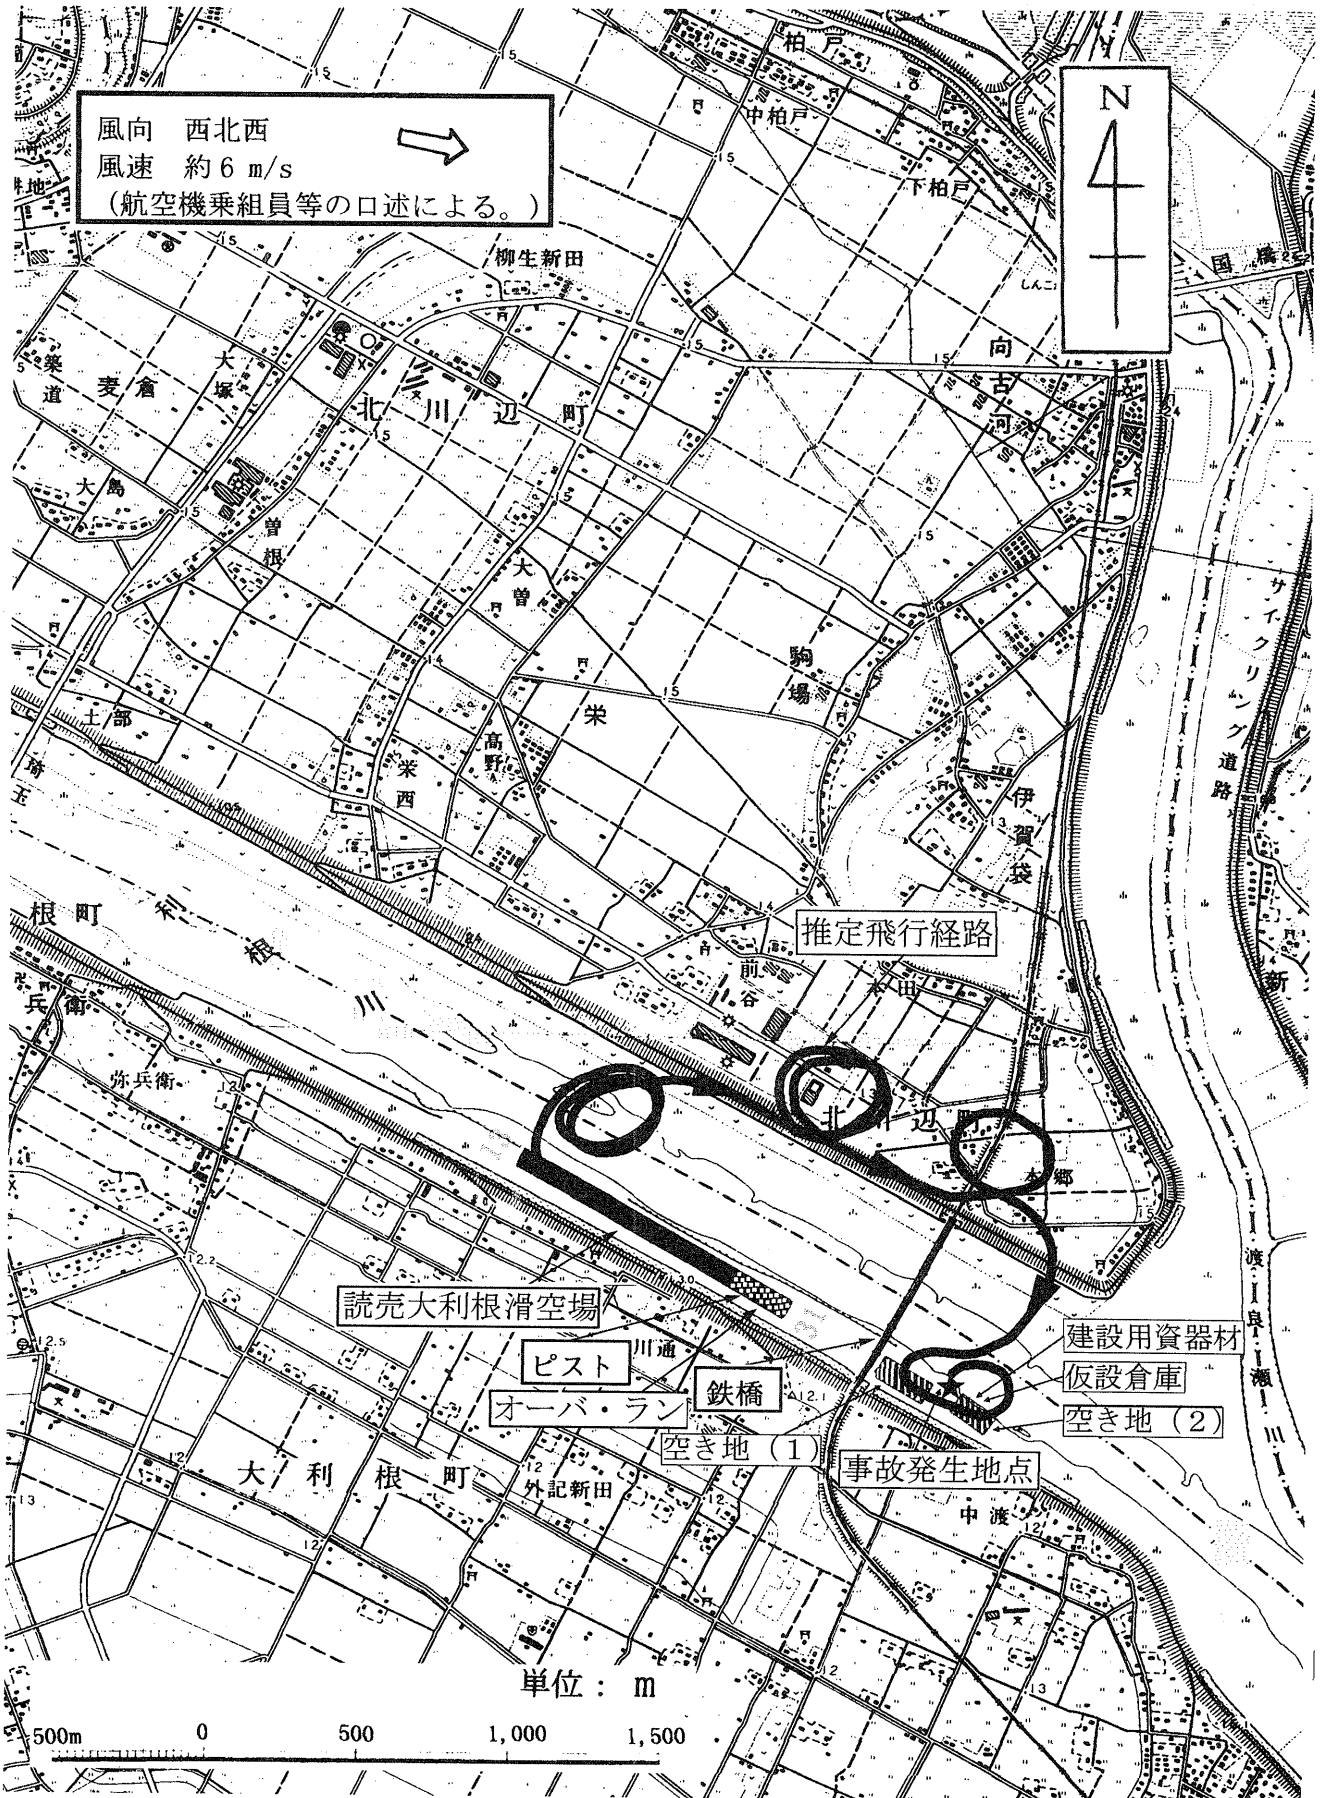 柏戸
N
風向 西北西
風速 約6 m/s
(航空機乗組員等の口述による。)
中柏戸
下柏戸
国橋
しんこ
柳生新田
向古河
築道
麦倉
大塚
北川辺町
大島
曽根
大曽
サイクリング道路
駒場
栄
土部
高野
栄西
埼玉
伊賀袋
根町
利根川
推定飛行経路
前谷
本田
新
兵衛
弥兵衛
北川辺町
本郷
渡良瀬川
読売大利根滑空場
建設用資器材
ピスト
川通
仮設倉庫
鉄橋
オーバ・ラン
空き地 (2)
空き地 (1)
事故発生地点
大利根町
外記新田
中渡
単位: m
500m 0 500 1,000 1,500